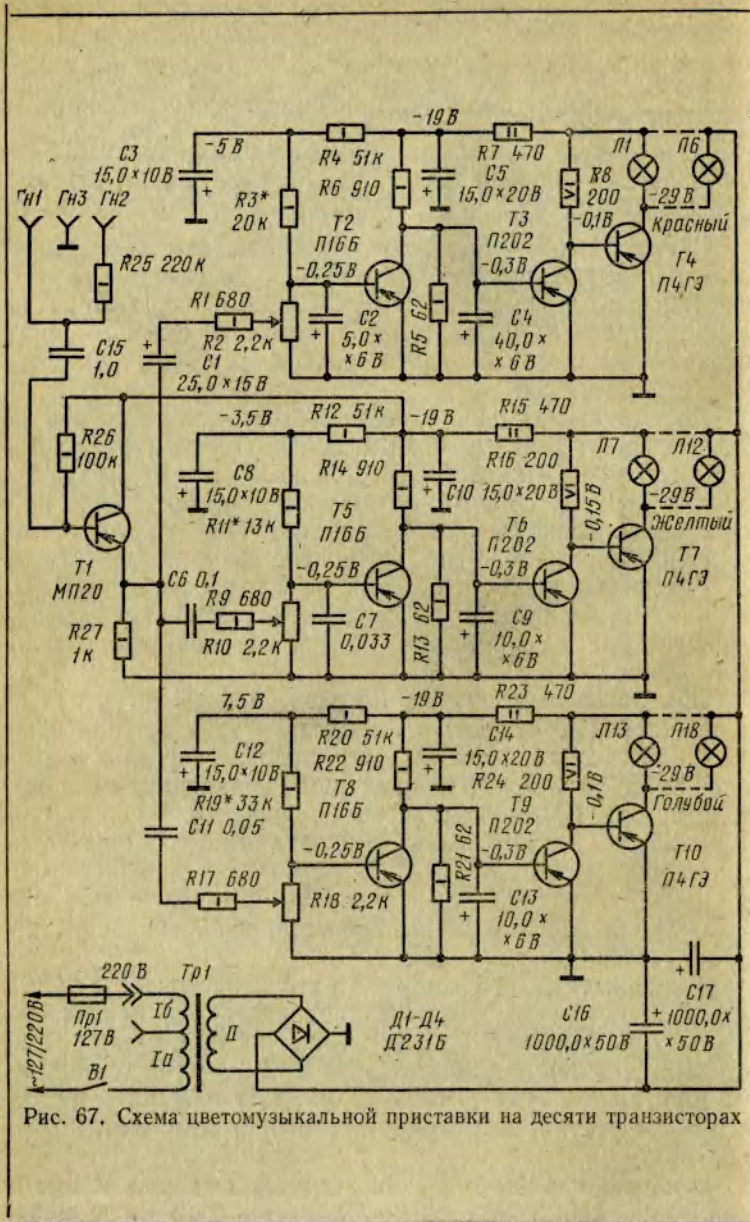 -19 В
С3
15,0×10В
-5 В
R4 51к
R7 470
Л1
Л6
Гн1
Гн3
Гн2
R3*
20к
R6 910
С5
15,0×20В
R8
200
-29 В
Т2
П16Б
Т3
П202
-0,1В
Красный
R25 220к
-0,25В
-0,3В
Т4
П4ГЭ
R1 680
R2 2,2к
С2
5,0×
×6В
R5 62
С4
40,0×
×6В
С15
1,0
С1
25,0×15В
R12 51к
R15 470
-3,5В
-19В
R26
100к
R14 910
R16 200
Л7
Л12
С8
15,0×10В
С10 15,0×20В
-29В
R11* 13к
Т5
П16Б
Т6
П202
-0,15В
Желтый
Т1
МП20
С6 0,1
-0,25В
-0,3В
Т7
П4ГЭ
R9 680
R10 2,2к
С7
0,033
R13 62
С9
10,0×
×6В
R27
1к
7,5В
-19В
R23 470
R20 51к
С14
Л13
Л18
С12
15,0×10В
R22 910
15,0×20В
R24 200
-29В
R19* 33к
Т8
П16Б
Т9
П202
-0,1В
Голубой
С11 0,05
-0,25В
R21 62
-0,3В
Т10
П4ГЭ
R17 680
R18 2,2к
С13
10,0×
×6В
220В
Тр1
С17
1000,0×
×50В
Пр1
127В
Iб
II
Д1-Д4
Д231Б
С16
1000,0×50В
~127/220В
В1
Iа
Рис. 67. Схема цветомузыкальной приставки на десяти транзисторах